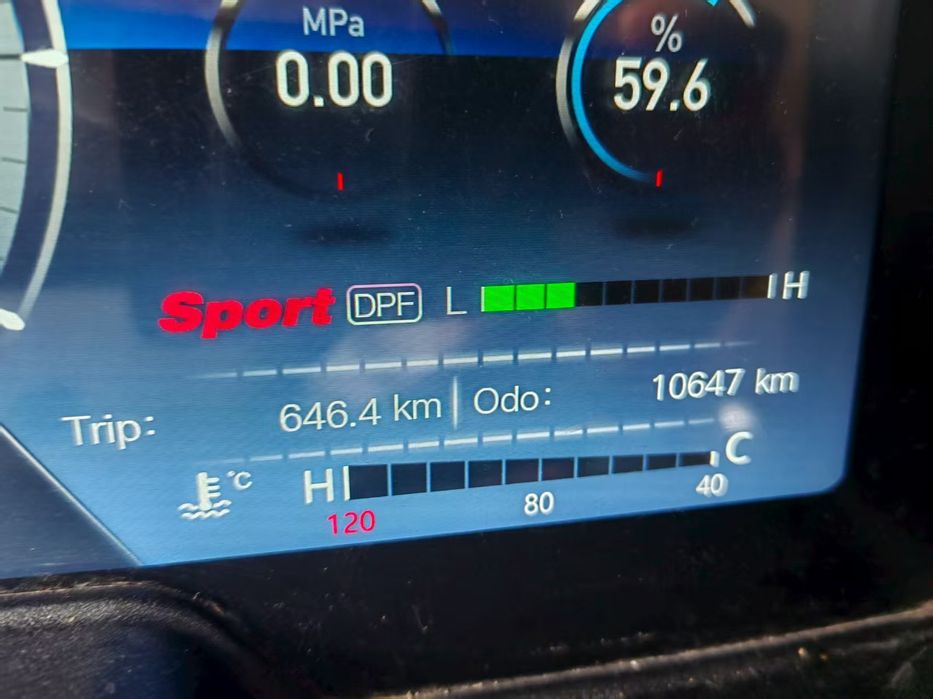 MPa %
0.00 59.6
Sport DPF L H
Trip: 646.4 km Odo: 10647 km
°C H C
120 80 40